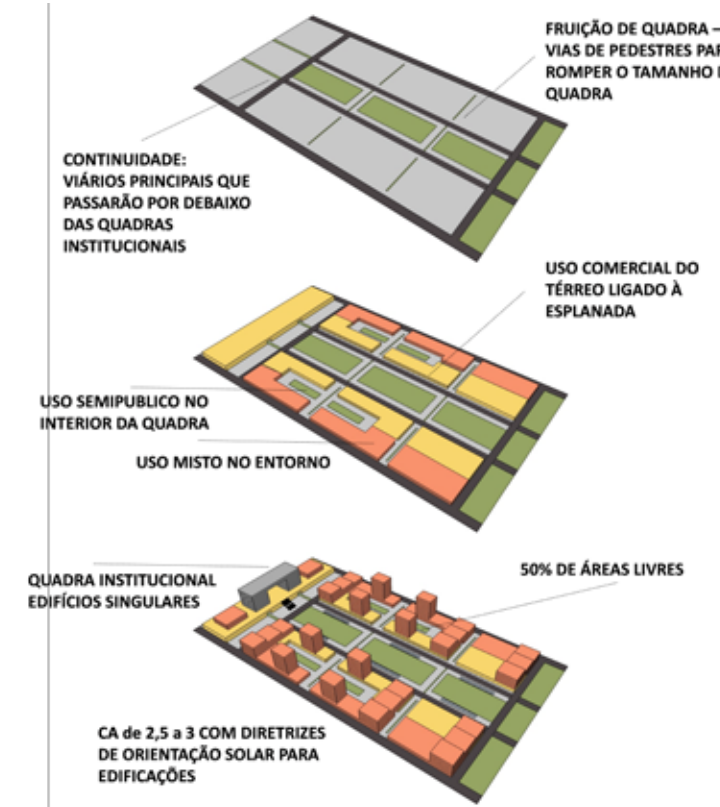 FRUIÇÃO DE QUADRA –
VIAS DE PEDESTRES
ROMPER O TAMANHO
QUADRA
CONTINUIDADE:
VIÁRIOS PRINCIPAIS QUE
PASSARÃO POR DEBAIXO
DAS QUADRAS
INSTITUCIONAIS
USO COMERCIAL DO
TÉRREO LIGADO À
ESPLANADA
USO SEMIPUBLICO NO
INTERIOR DA QUADRA
USO MISTO NO ENTORNO
QUADRA INSTITUCIONAL
EDIFÍCIOS SINGULARES
50% DE ÁREAS LIVRES
CA de 2,5 a 3 COM DIRETRIZES
DE ORIENTAÇÃO SOLAR PARA
EDIFICAÇÕES